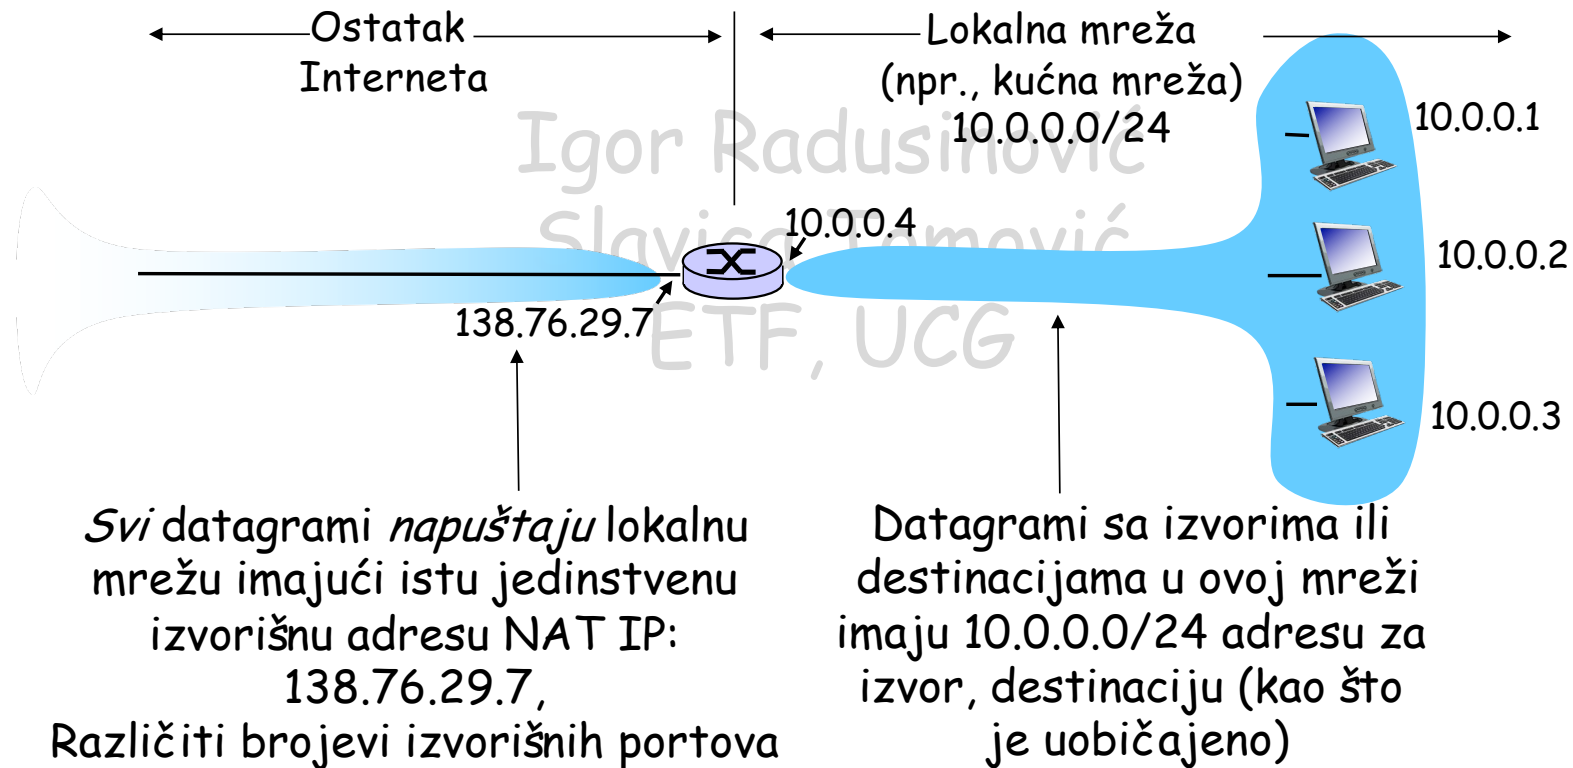 Ostatak
Interneta
Lokalna mreža
(npr., kućna mreža)
10.0.0.0/24
Igor Radusinović
Slavica Tomović
ETF, UCG
10.0.0.1
10.0.0.4
10.0.0.2
138.76.29.7
10.0.0.3
Svi datagrami napuštaju lokalnu
mrežu imajući istu jedinstvenu
izvorišnu adresu NAT IP:
138.76.29.7,
Različiti brojevi izvorišnih portova
Datagrami sa izvorima ili
destinacijama u ovoj mreži
imaju 10.0.0.0/24 adresu za
izvor, destinaciju (kao što
je uobičajeno)